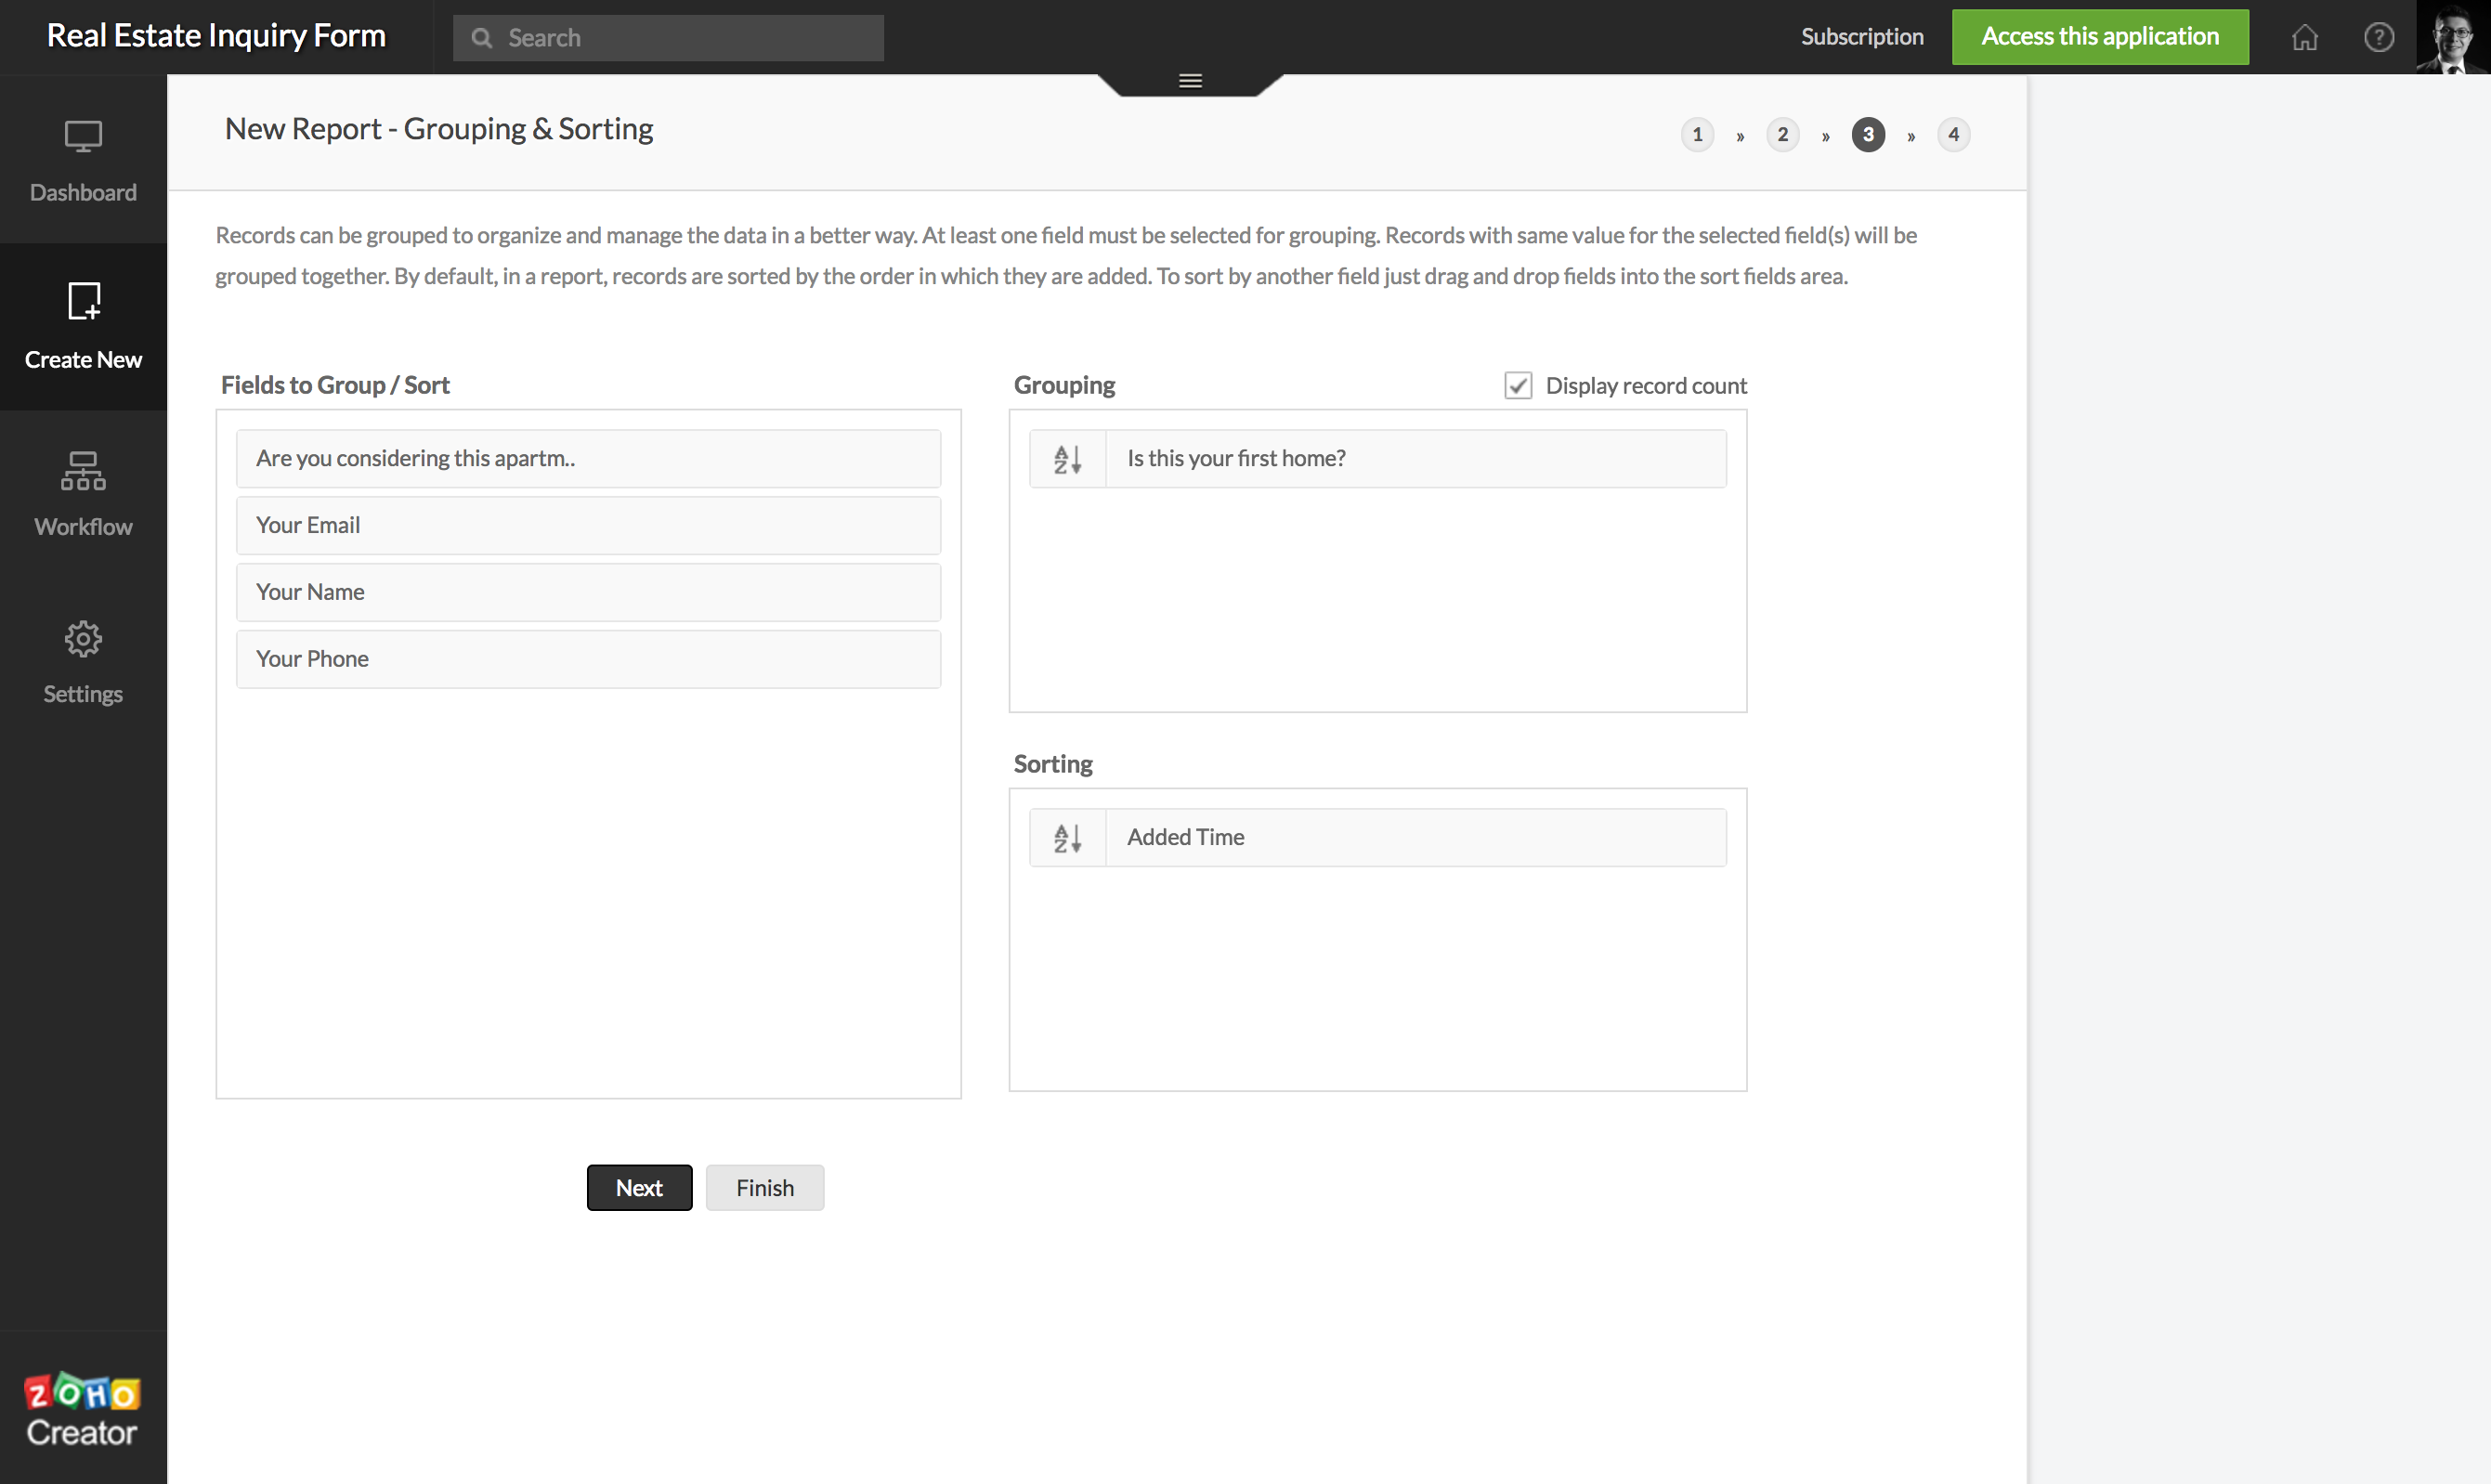 Real Estate Inquiry Form
Search
Subscription
Access this application
?
Dashboard
Create New
Workflow
Settings
ZOHO
Creator
New Report - Grouping & Sorting
1 » 2 » 3 » 4
Records can be grouped to organize and manage the data in a better way. At least one field must be selected for grouping. Records with same value for the selected field(s) will be
grouped together. By default, in a report, records are sorted by the order in which they are added. To sort by another field just drag and drop fields into the sort fields area.
Fields to Group / Sort
Are you considering this apartm..
Your Email
Your Name
Your Phone
Grouping
Display record count
AZ Is this your first home?
Sorting
AZ Added Time
Next
Finish